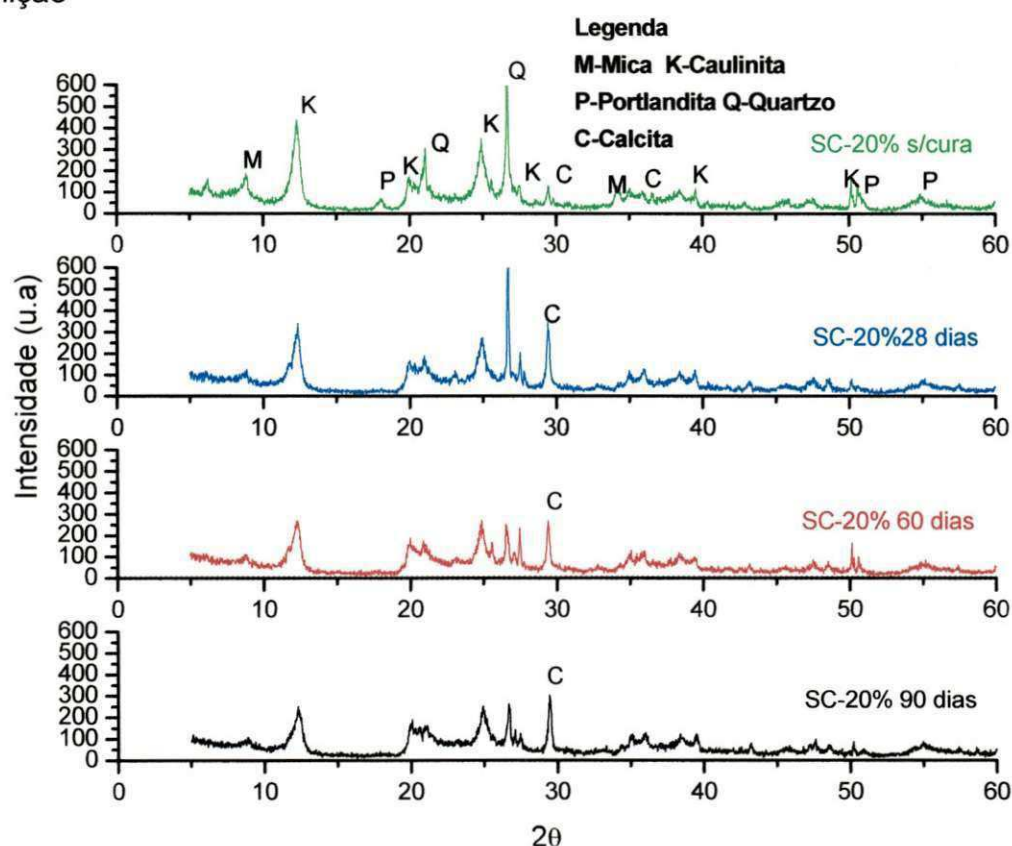 Legenda
M-Mica K-Caulinita
P-Portlandita Q-Quartzo
C-Calcita
SC-20% s/cura
600
500
400
300
200
100
0
M K P K Q K Q K C M C K K P P
0 10 20 30 40 50 60
SC-20%28 dias
600
500
400
300
200
100
0
C
0 10 20 30 40 50 60
SC-20% 60 dias
600
500
400
300
200
100
0
C
0 10 20 30 40 50 60
SC-20% 90 dias
600
500
400
300
200
100
0
C
0 10 20 30 40 50 60
Intensidade (u.a)
2θ